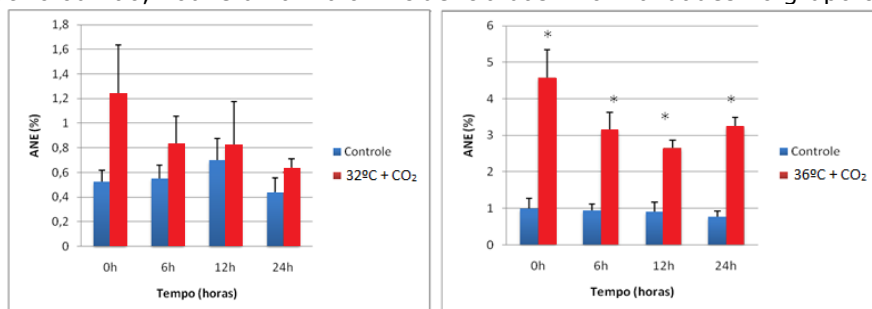 1,8
1,6
1,4
1,2
1
0,8
0,6
0,4
0,2
0
ANE (%)
0h 6h 12h 24h
Tempo (horas)
Controle
32ºC + CO₂
6
5
4
3
2
1
0
ANE (%)
* * * *
0h 6h 12h 24h
Tempo (horas)
Controle
36ºC + CO₂